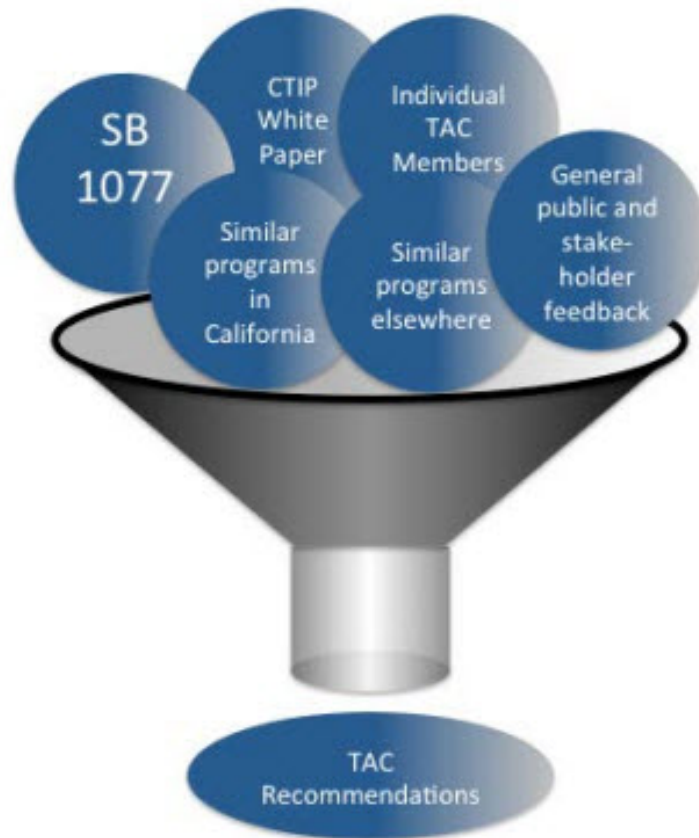 SB
1077
CTIP
White
Paper
Individual
TAC
Members
General
public and
stake-
holder
feedback
Similar
programs
in
California
Similar
programs
elsewhere
TAC
Recommendations